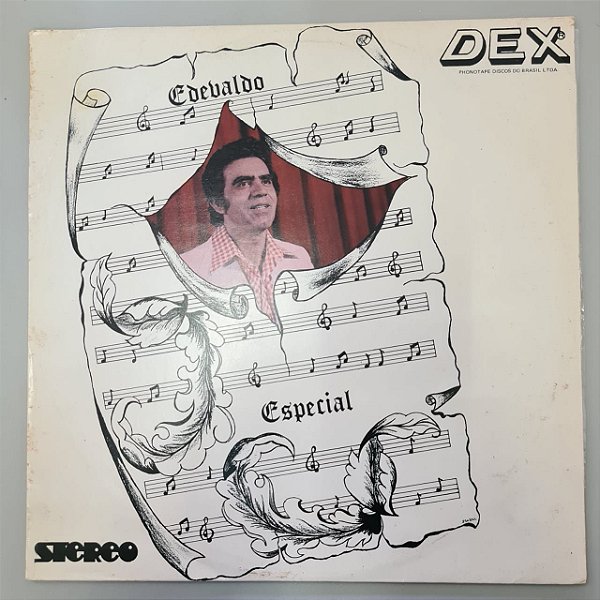 DEX®
PHONOTAPE DISCOS DO BRASIL LTDA.
Edevaldo
Especial
STEREO